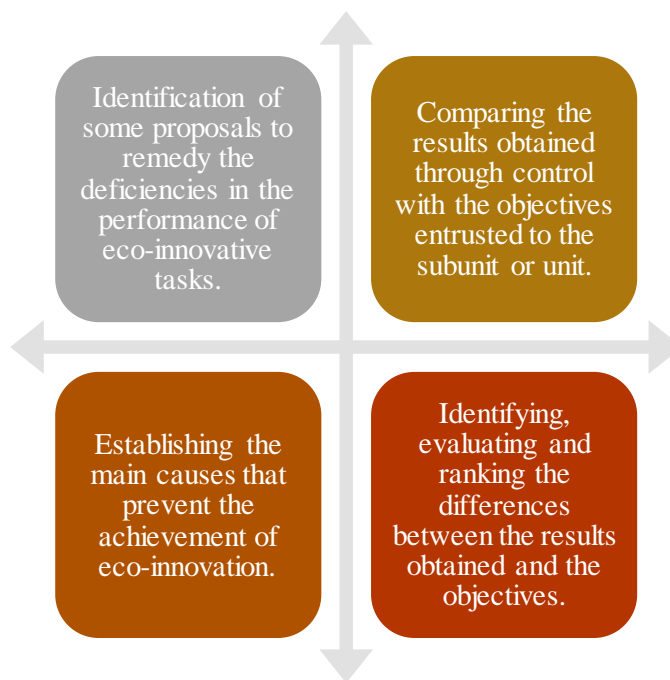 Identification of
some proposals to
remedy the
deficiencies in the
performance of
eco-innovative
tasks.
Comparing the
results obtained
through control
with the objectives
entrusted to the
subunit or unit.
Establishing the
main causes that
prevent the
achievement of
eco-innovation.
Identifying,
evaluating and
ranking the
differences
between the results
obtained and the
objectives.